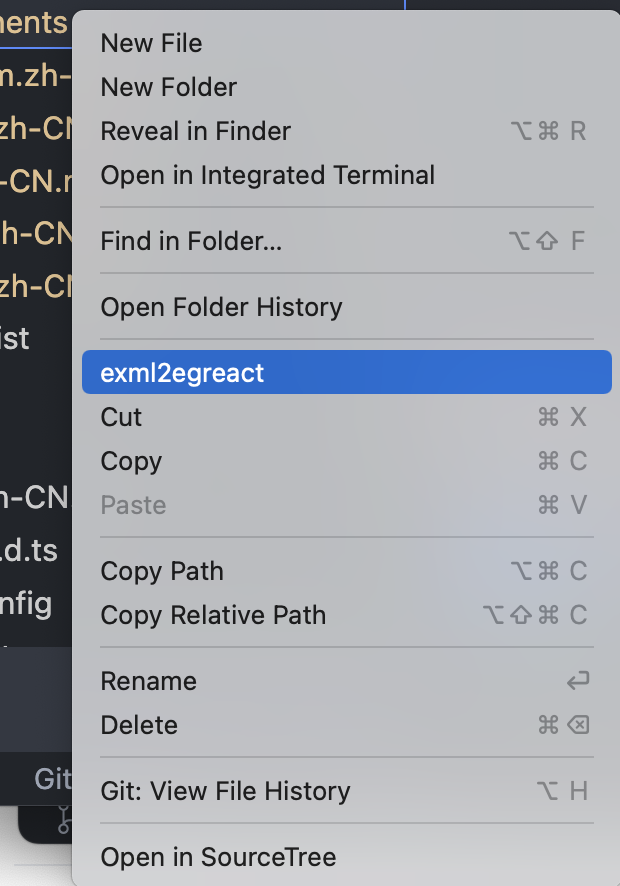 New File
New Folder
Reveal in Finder ⌥⌘ R
Open in Integrated Terminal
Find in Folder... ⌥⇧ F
Open Folder History
exml2egreact
Cut ⌘ X
Copy ⌘ C
Paste ⌘ V
Copy Path ⌥⌘ C
Copy Relative Path ⌥⇧⌘ C
Rename ↩
Delete ⌘⌫
Git: View File History ⌥ H
Open in SourceTree
nents
m.zh-
zh-CN
-CN.r
h-CN
zh-CN
ist
n-CN.
.d.ts
nfig
Git